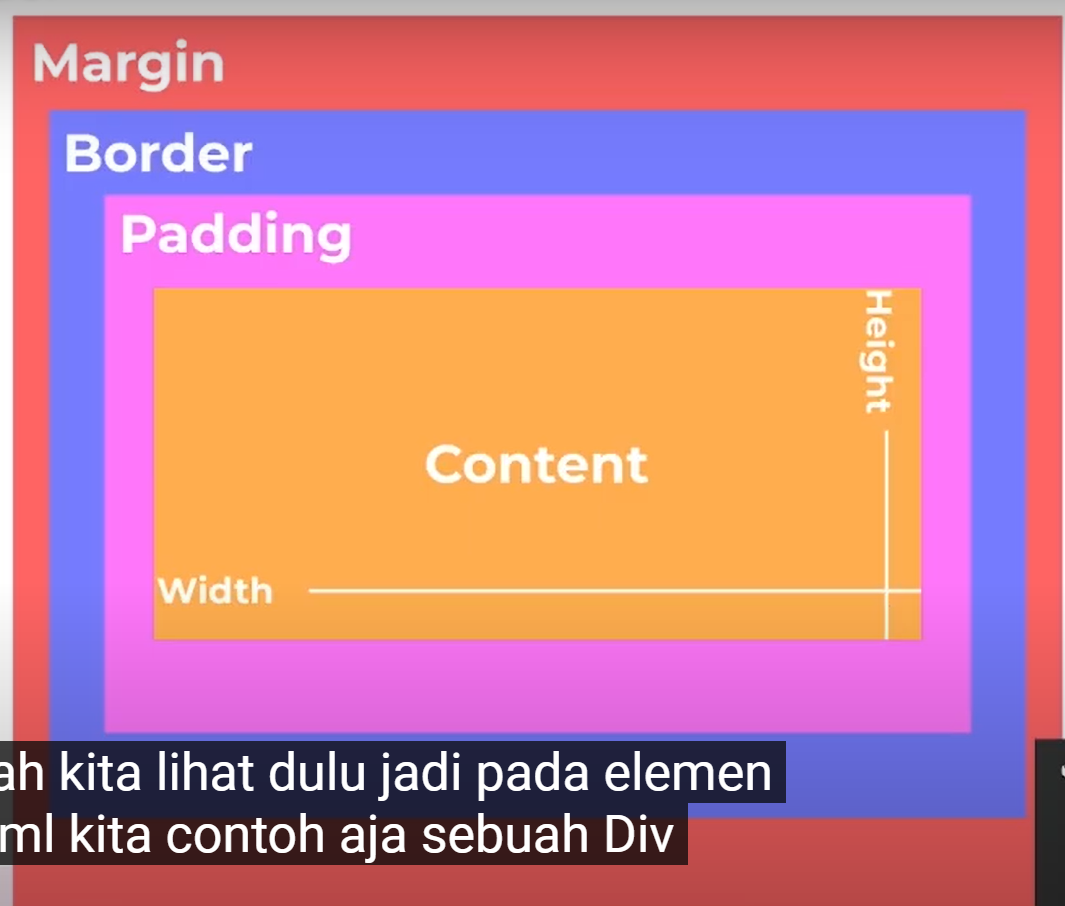 Margin
Border
Padding
Height
Content
Width
ah kita lihat dulu jadi pada elemen
ml kita contoh aja sebuah Div